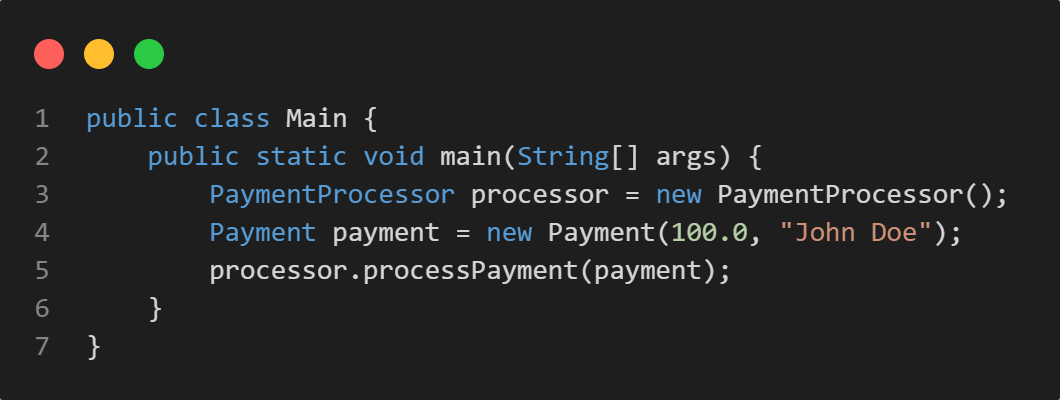 1 public class Main {
2     public static void main(String[] args) {
3         PaymentProcessor processor = new PaymentProcessor();
4         Payment payment = new Payment(100.0, "John Doe");
5         processor.processPayment(payment);
6     }
7 }